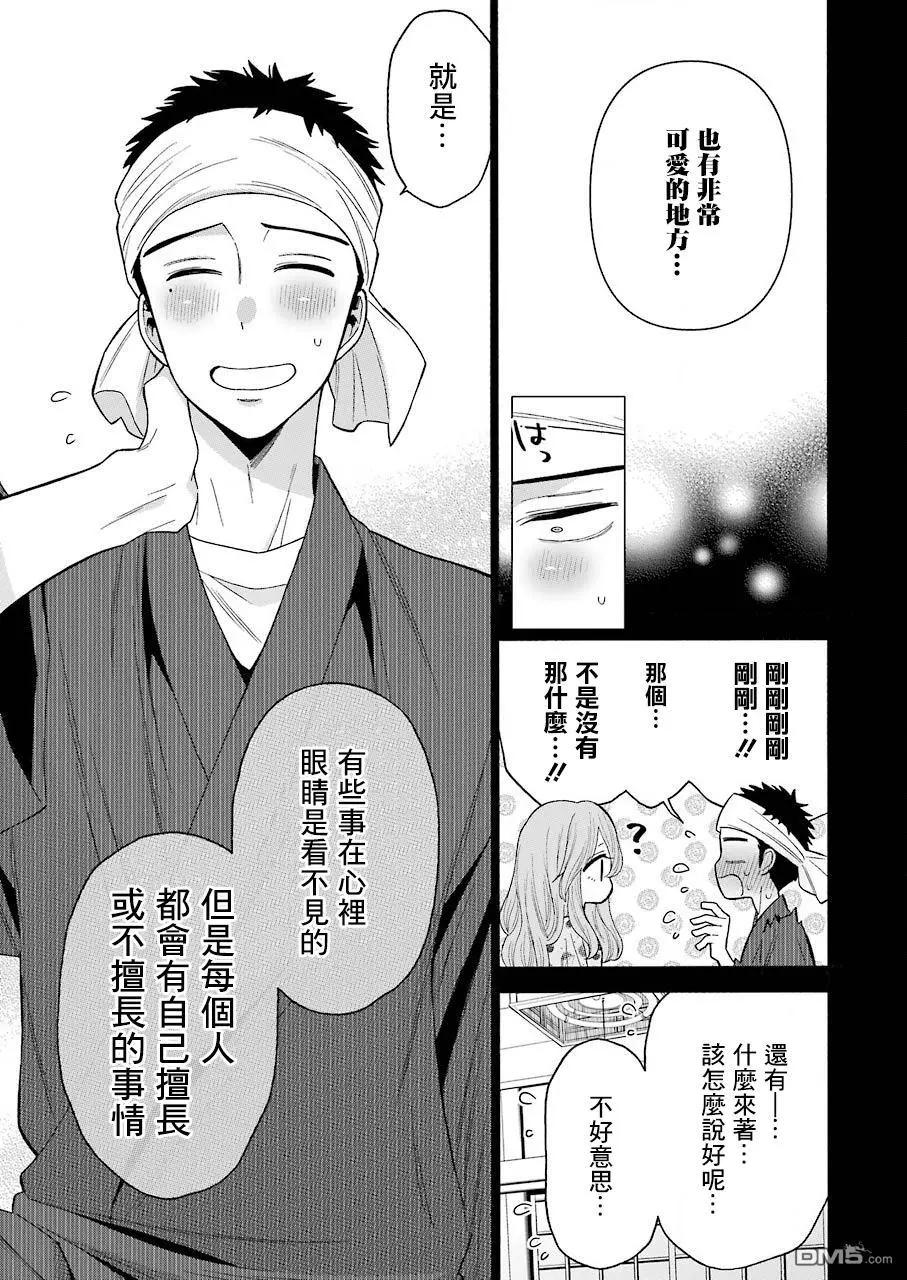 也有非常
可愛的地方…
はっ
剛剛剛剛
剛剛…!!
那個…
不是沒有
那什麼…!!
?
還有——
什麼來著…
該怎麼說好呢…
不好意思…
就是…
有些事在心裡
眼睛是看不見的
但是每個人
都會有自己擅長
或不擅長的事情
DM5.com